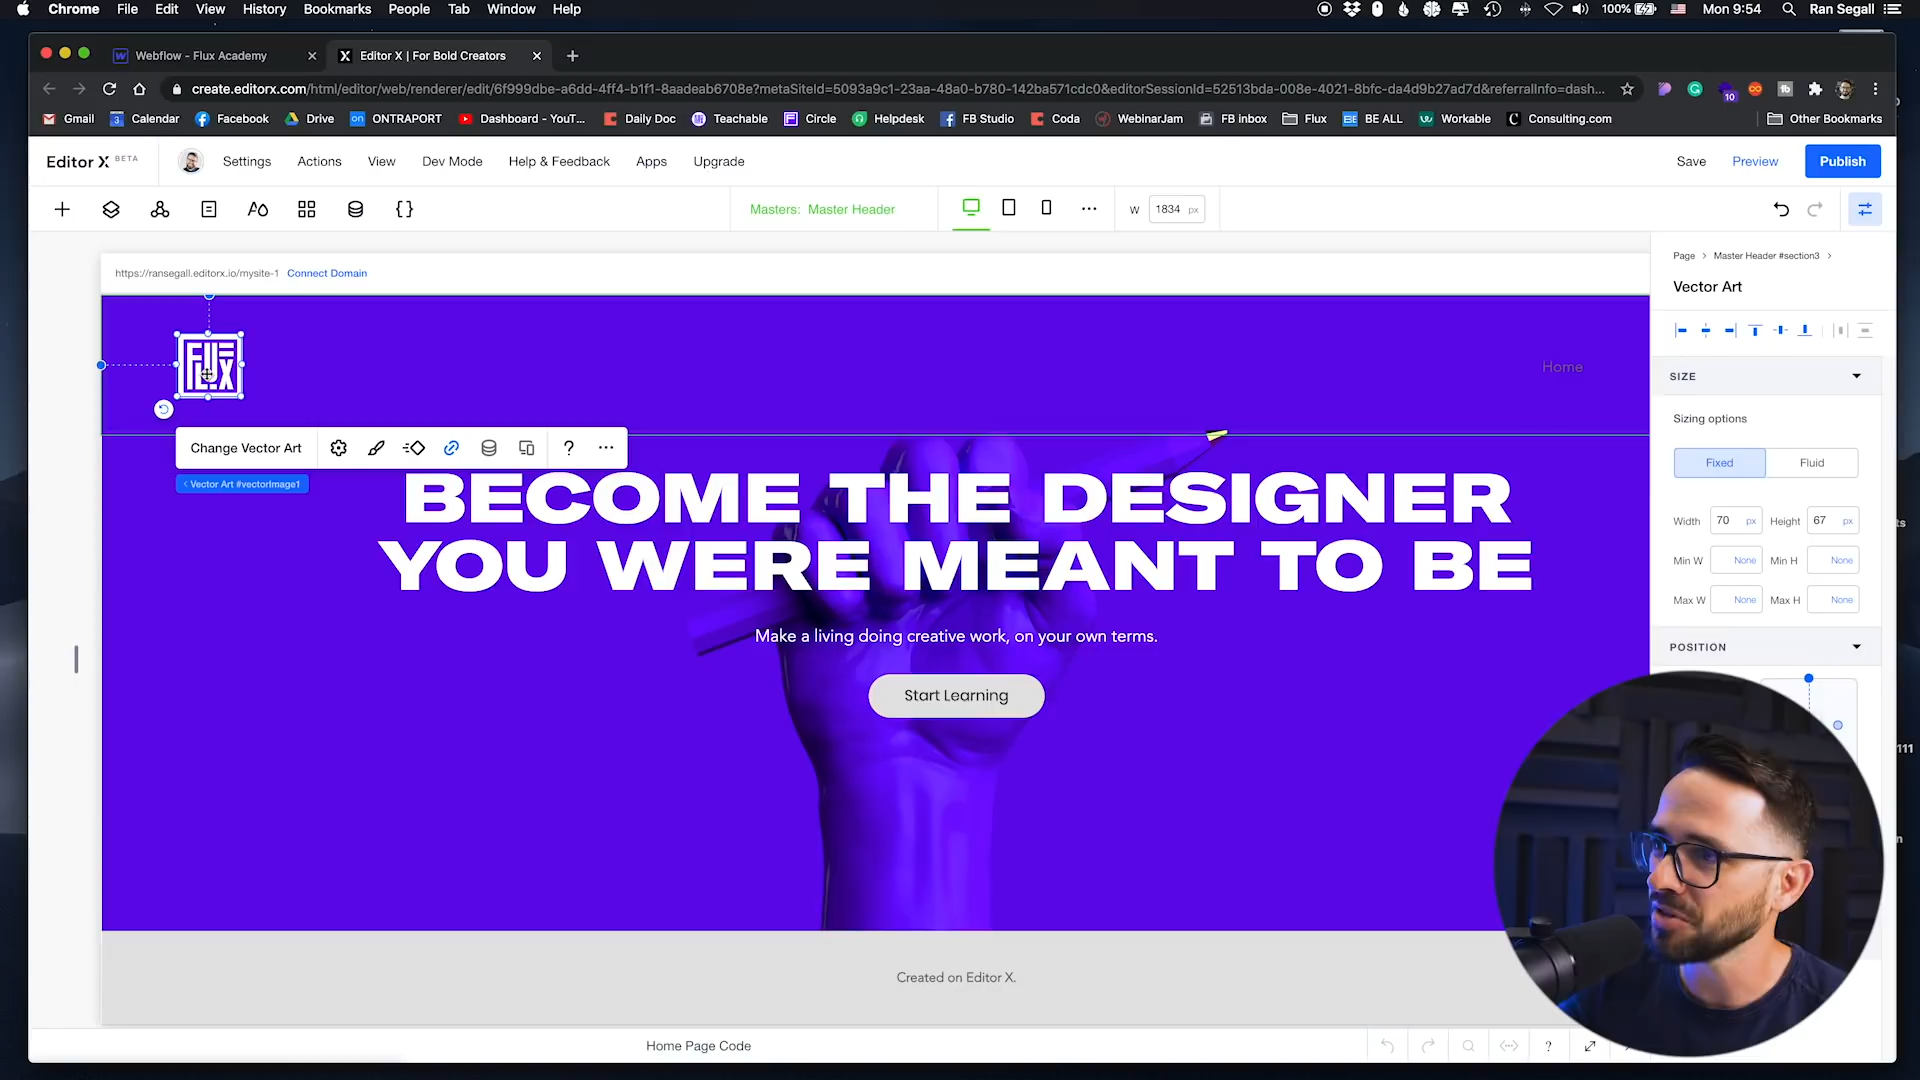 Chrome File Edit View History Bookmarks People Tab Window Help 100% Mon 9:54 Ran Segall
Webflow - Flux Academy Editor X | For Bold Creators
create.editorx.com/html/editor/web/renderer/edit/6f999dbe-a6dd-4ff4-b1f1-8aadeab6708e?metaSiteId=5093a9c1-23aa-48a0-b780-142ba571cdc0&editorSessionId=52513bda-008e-4021-8bfc-da4d9b27ad7d&referralInfo=dash...
10
Gmail Calendar Facebook Drive ONTRAPORT Dashboard - YouT... Daily Doc Teachable Circle Helpdesk FB Studio Coda WebinarJam FB inbox Flux BE ALL Workable Consulting.com Other Bookmarks
Editor X BETA Settings Actions View Dev Mode Help & Feedback Apps Upgrade Save Preview Publish
Masters: Master Header W 1834 px
https://ransegall.editorx.io/mysite-1 Connect Domain
Page > Master Header #section3 >
Vector Art
FLUX
Home
SIZE
Sizing options
Fixed Fluid
Change Vector Art
Vector Art #vectorImage1
Width 70 px Height 67 px
Min W None Min H None
Max W None Max H None
BECOME THE DESIGNER
YOU WERE MEANT TO BE
Make a living doing creative work, on your own terms.
Start Learning
POSITION
Created on Editor X.
Home Page Code